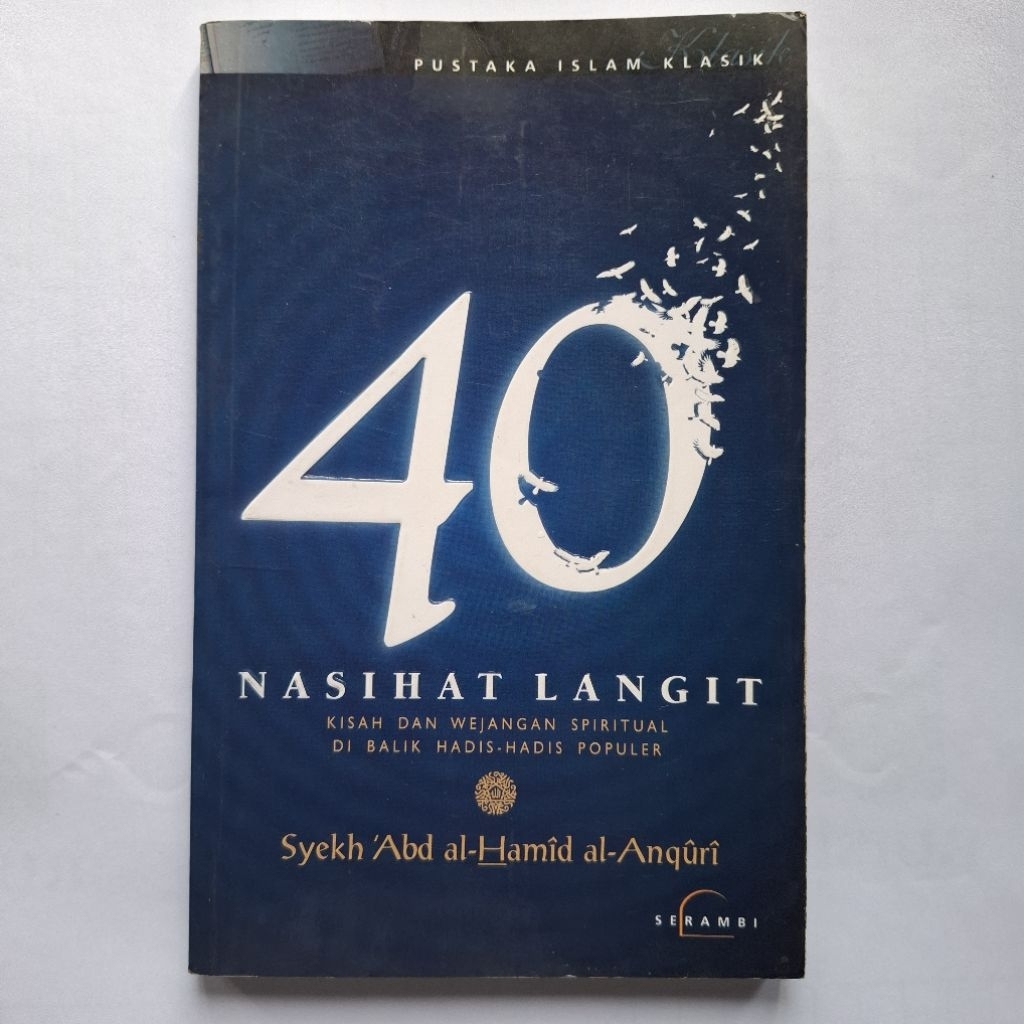 PUSTAKA ISLAM KLASIK
40
NASIHAT LANGIT
KISAH DAN WEJANGAN SPIRITUAL
DI BALIK HADIS-HADIS POPULER
Syekh 'Abd al-H̲amîd al-Anqûrî
SERAMBI